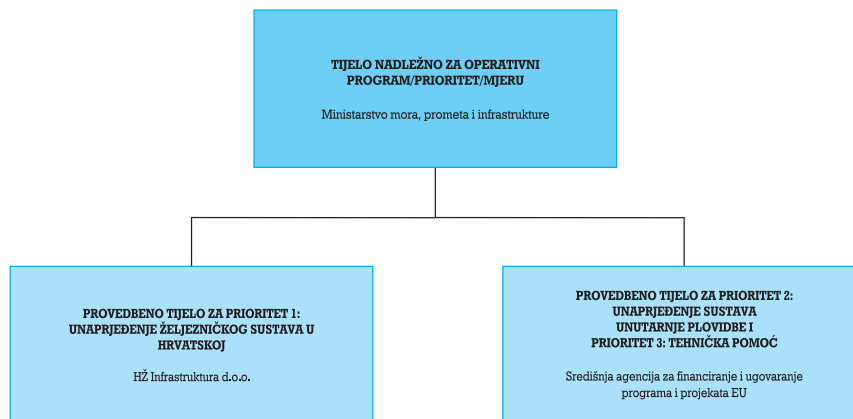 TIJELO NADLEŽNO ZA OPERATIVNI
PROGRAM/PRIORITET/MJERU
Ministarstvo mora, prometa i infrastrukture
PROVEDBENO TIJELO ZA PRIORITET 1:
UNAPRJEĐENJE ŽELJEZNIČKOG SUSTAVA U
HRVATSKOJ
HŽ Infrastruktura d.o.o.
PROVEDBENO TIJELO ZA PRIORITET 2:
UNAPRJEĐENJE SUSTAVA
UNUTARNJE PLOVIDBE I
PRIORITET 3: TEHNIČKA POMOĆ
Središnja agencija za financiranje i ugovaranje
programa i projekata EU